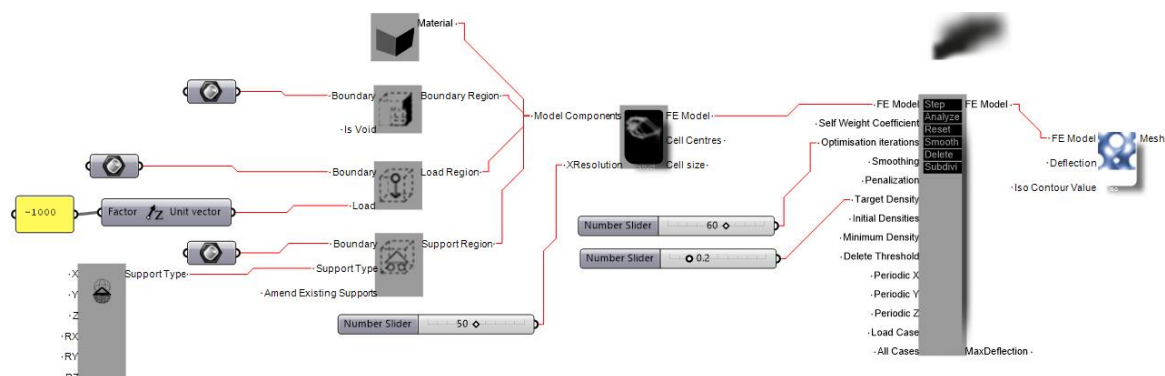 Material
Boundary
Boundary Region
Is Void
Boundary
Load Region
Load
-1000
Factor
Unit vector
Boundary
Support Region
Support Type
Amend Existing Supports
X
Support Type
Y
Z
RX
RY
RZ
Number Slider
50
Model Components
XResolution
FE Model
Cell Centres
Cell size
Number Slider
60
Number Slider
0.2
FE Model
Self Weight Coefficient
Optimisation iterations
Smoothing
Penalization
Target Density
Initial Densities
Minimum Density
Delete Threshold
Periodic X
Periodic Y
Periodic Z
Load Case
All Cases
Step
Analyze
Reset
Smooth
Delete
Subdivi
FE Model
MaxDeflection
FE Model
Deflection
Iso Contour Value
Mesh